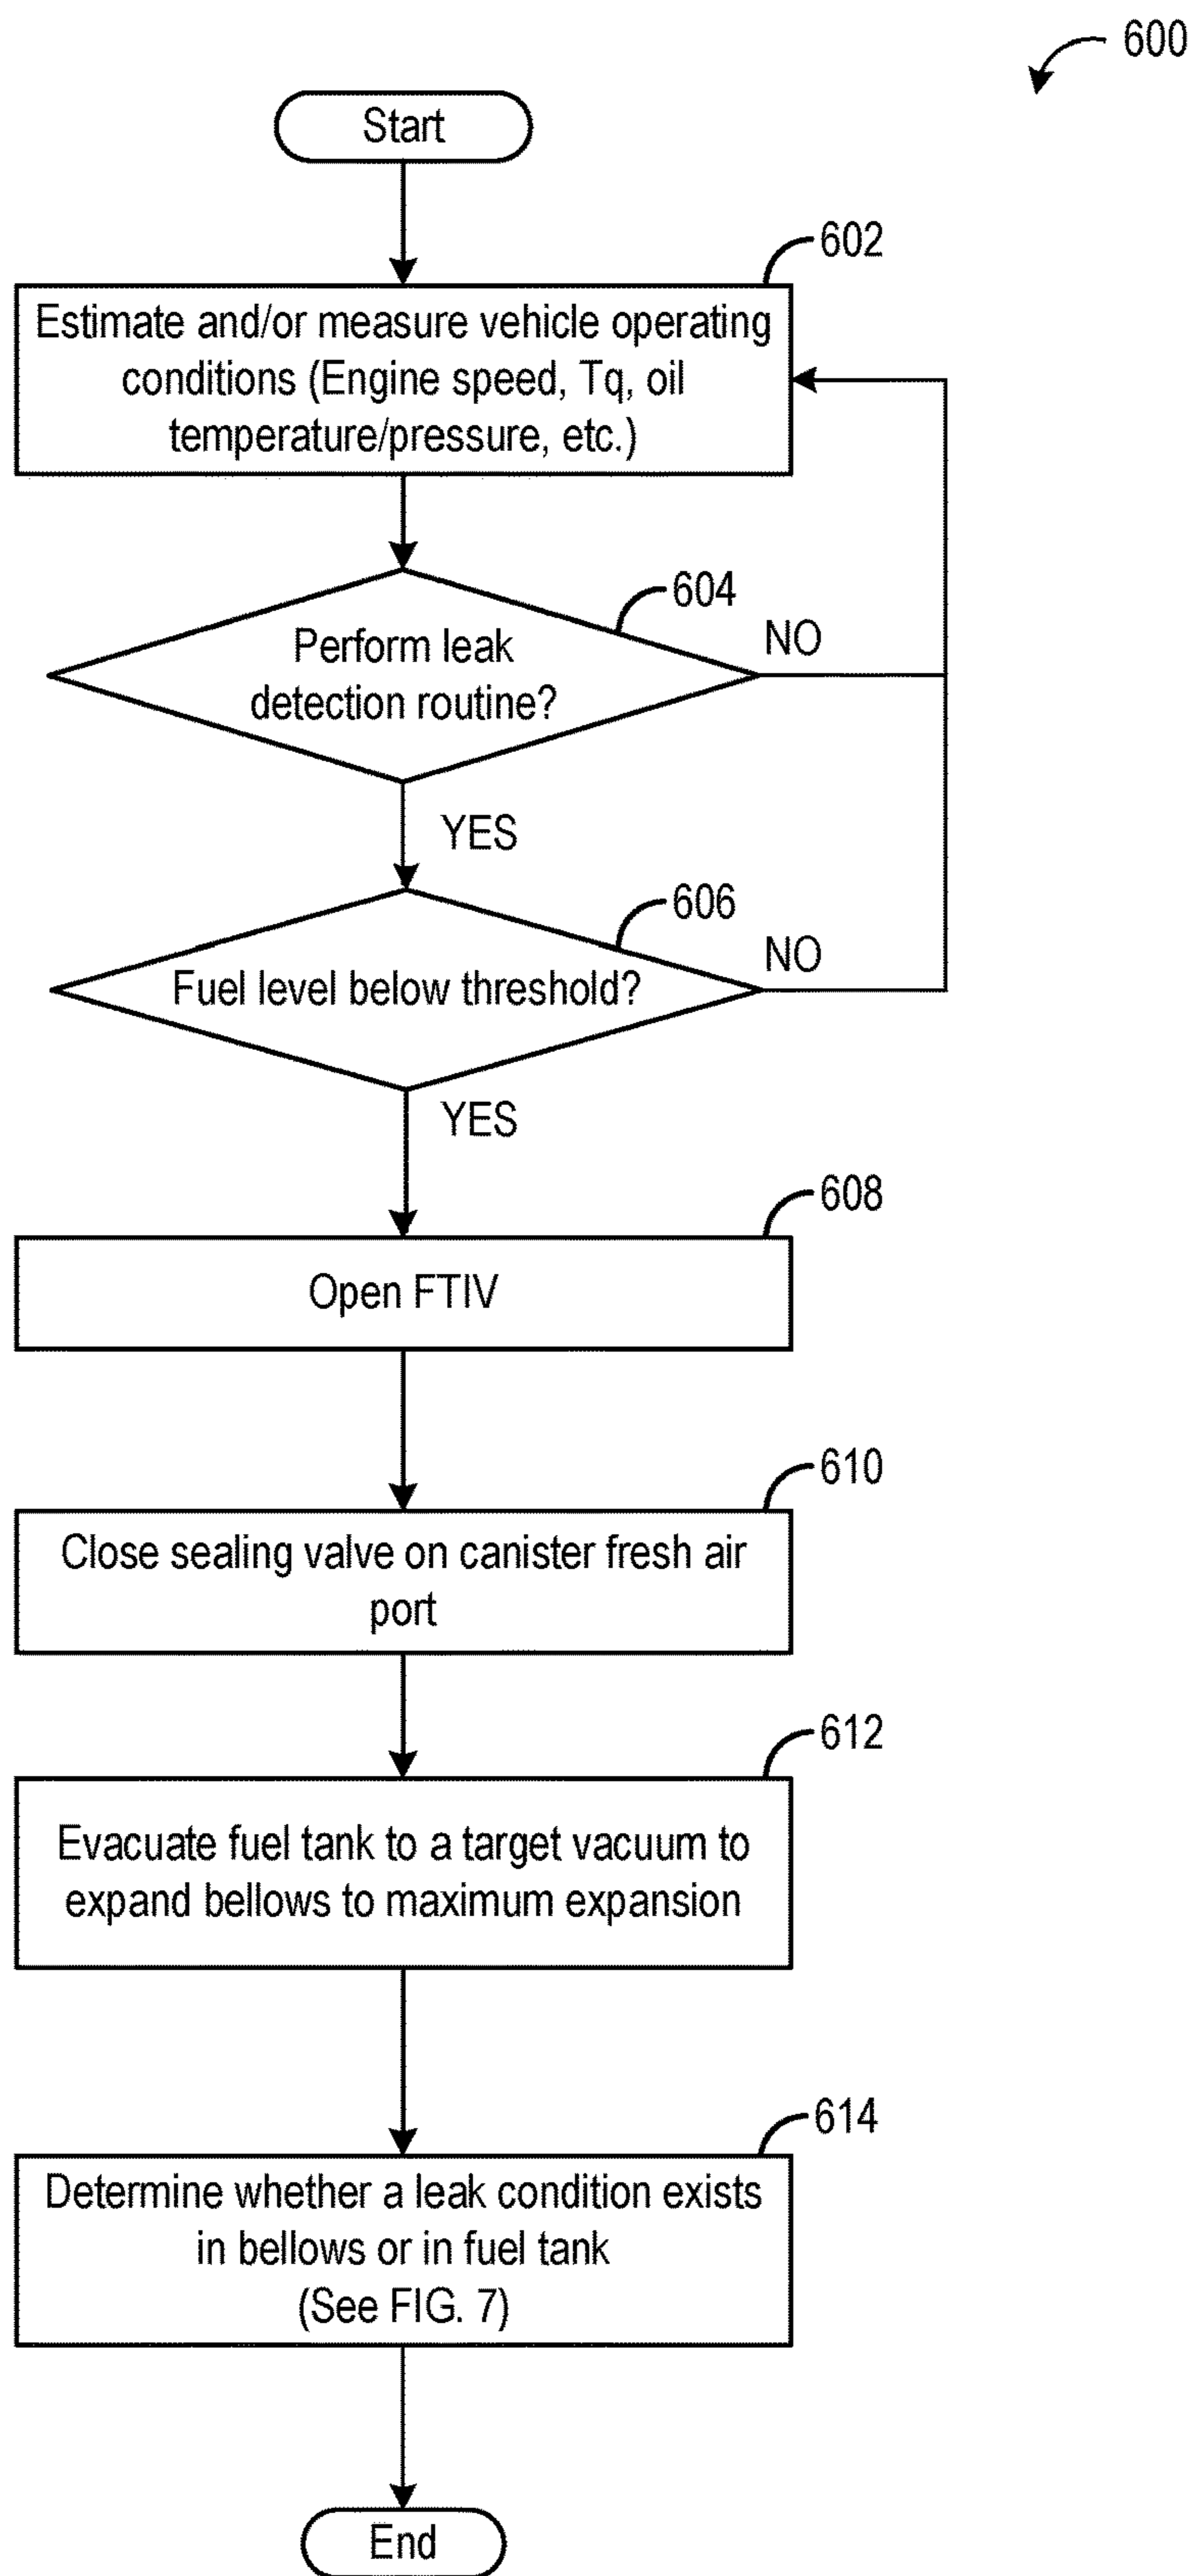 600
Start
602
Estimate and/or measure vehicle operating
conditions (Engine speed, Tq, oil
temperature/pressure, etc.)
604
Perform leak
detection routine?
NO
YES
606
Fuel level below threshold?
NO
YES
608
Open FTIV
610
Close sealing valve on canister fresh air
port
612
Evacuate fuel tank to a target vacuum to
expand bellows to maximum expansion
614
Determine whether a leak condition exists
in bellows or in fuel tank
(See FIG. 7)
End